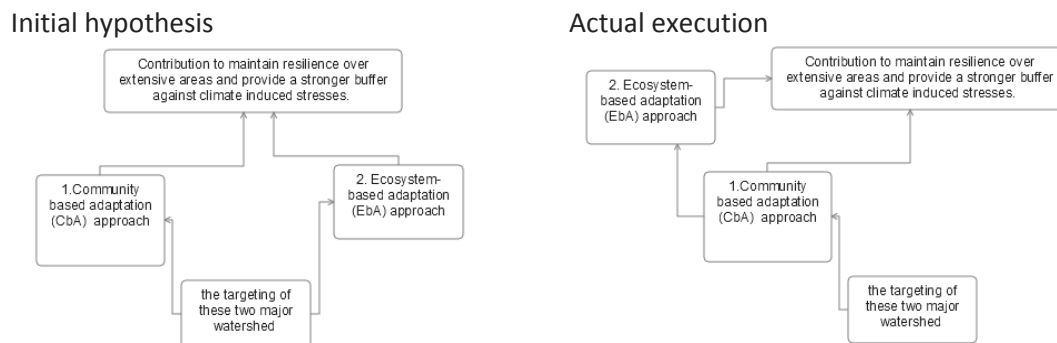 Initial hypothesis
Contribution to maintain resilience over
extensive areas and provide a stronger buffer
against climate induced stresses.
1.Community
based adaptation
(CbA) approach
2. Ecosystem-
based adaptation
(EbA) approach
the targeting of
these two major
watershed
Actual execution
Contribution to maintain resilience over
extensive areas and provide a stronger buffer
against climate induced stresses.
2. Ecosystem-
based adaptation
(EbA) approach
1.Community
based adaptation
(CbA) approach
the targeting of
these two major
watershed